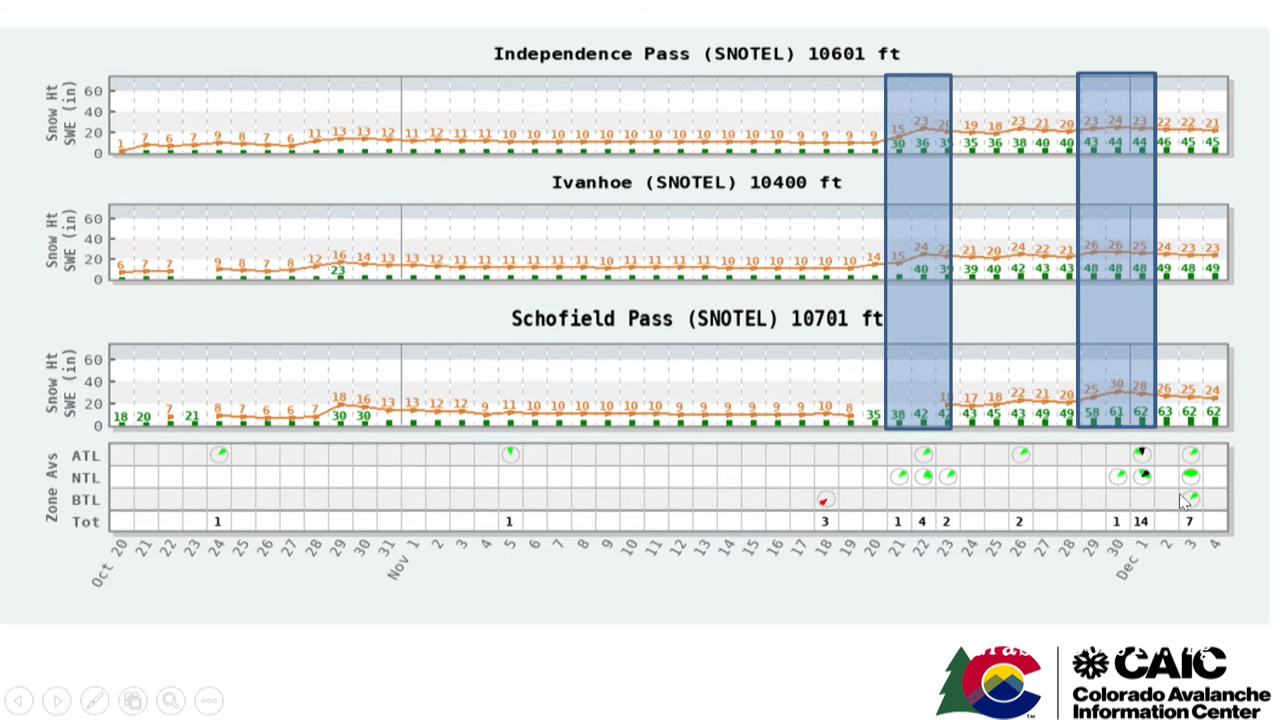 Independence Pass (SNOTEL) 10601 ft
Snow Ht
SWE (in)
60
40
20
0
1 7 6 7 9 8 7 6 11 13 13 12 11 12 11 11 10 10 10 10 10 10 10 10 10 10 10 10 9 9 9 9 15 23 20 19 18 23 21 20 23 24 23 22 22 21
30 36 35 35 36 38 40 40 43 44 44 46 45 45
Ivanhoe (SNOTEL) 10400 ft
Snow Ht
SWE (in)
60
40
20
0
6 7 7 9 8 7 8 12 16 14 13 13 12 11 11 11 11 11 10 11 11 11 10 10 10 10 10 10 14 15 24 22 21 20 24 22 21 26 26 25 24 23 23
23 40 39 39 40 42 43 43 48 48 48 49 48 49
Schofield Pass (SNOTEL) 10701 ft
Snow Ht
SWE (in)
60
40
20
0
7 8 7 6 6 7 18 16 13 13 12 12 9 11 10 10 10 10 10 10 9 9 9 9 9 10 8 18 17 18 22 21 20 25 30 28 26 25 24
18 20 21 30 30 35 38 42 42 43 45 43 49 49 58 61 62 63 62 62
Zone Avs
ATL
NTL
BTL
Tot 1 1 3 1 4 2 2 1 14 7
Oct 20 21 22 23 24 25 26 27 28 29 30 31 Nov 1 2 3 4 5 6 7 8 9 10 11 12 13 14 15 16 17 18 19 20 21 22 23 24 25 26 27 28 29 30 Dec 1 2 3 4
C
TM
CAIC
Colorado Avalanche
Information Center